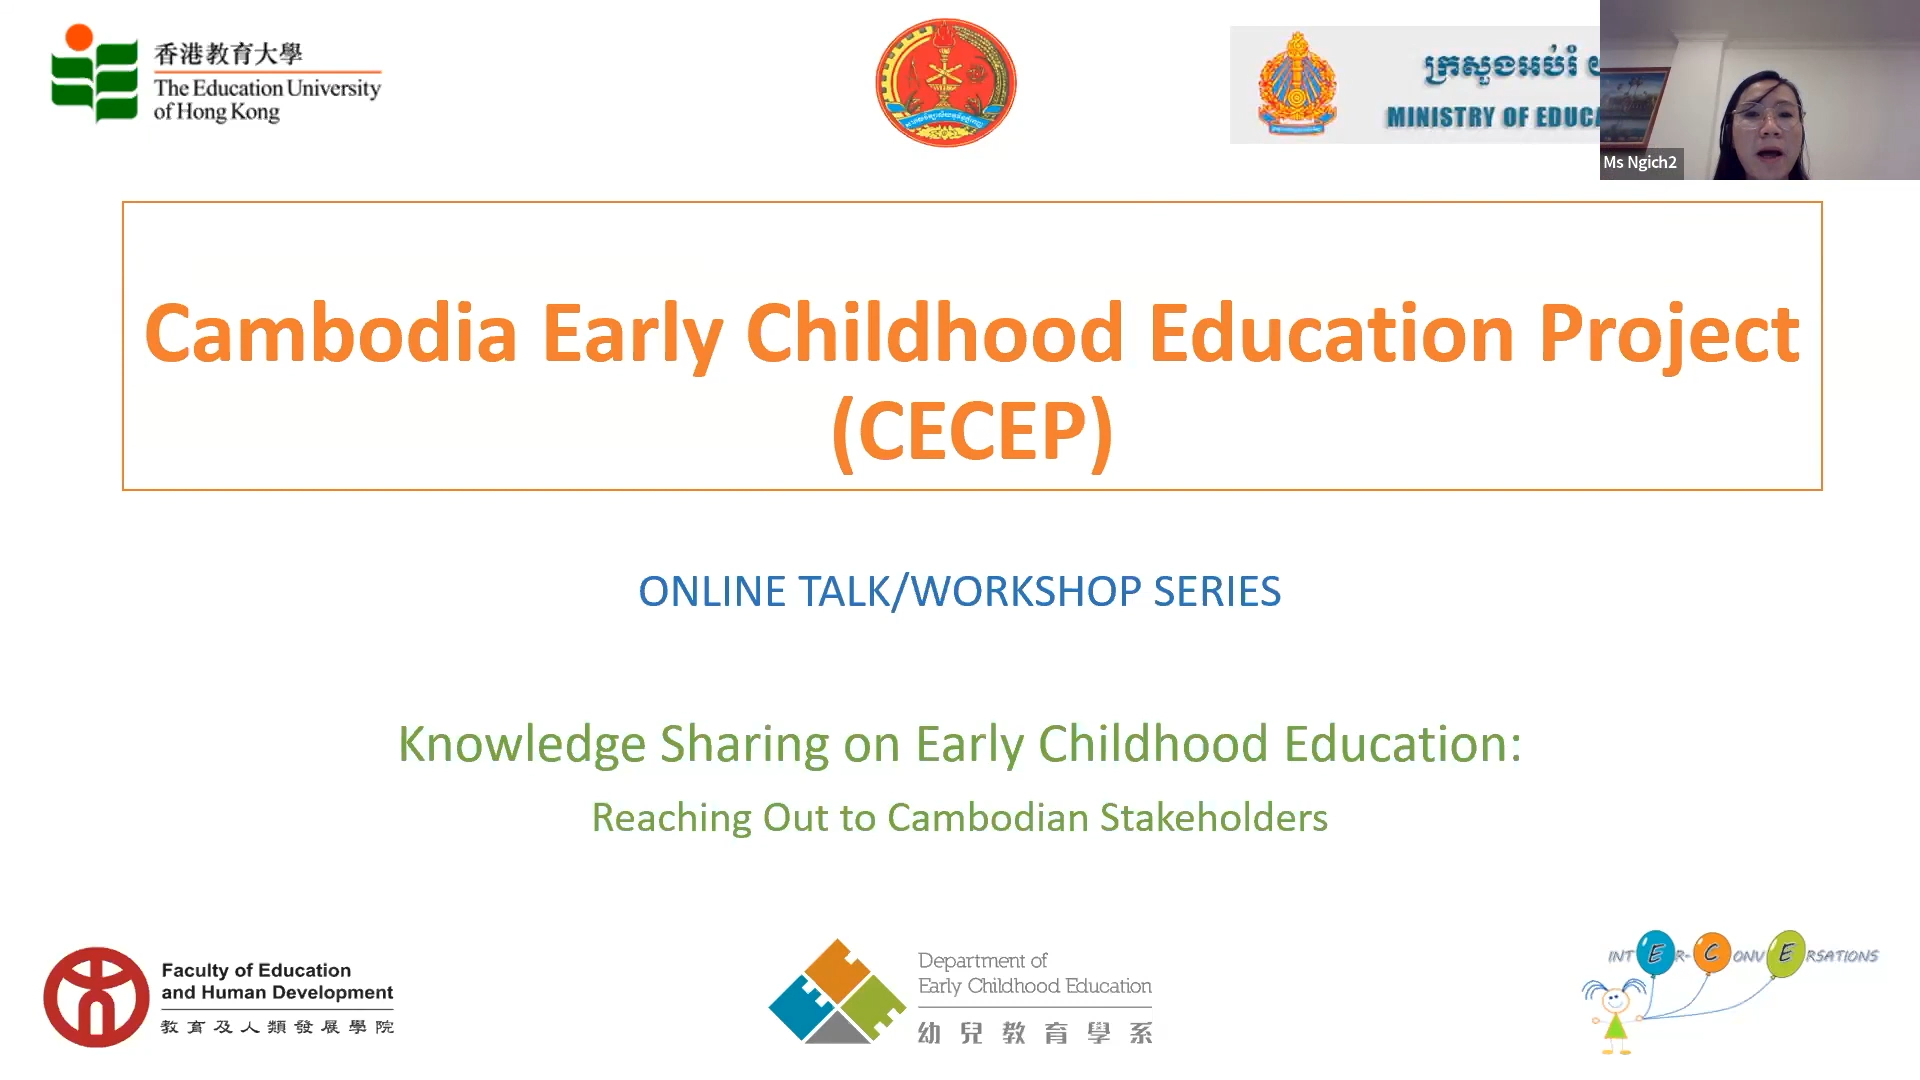 香港教育大學
The Education University
of Hong Kong
ក្រសួងអប់រំ
MINISTRY OF
Ms Ngich2
Cambodia Early Childhood Education Project
(CECEP)
ONLINE TALK/WORKSHOP SERIES
Knowledge Sharing on Early Childhood Education:
Reaching Out to Cambodian Stakeholders
Faculty of Education
and Human Development
教育及人類發展學院
Department of
Early Childhood Education
幼兒教育學系
INTER-CONVERSATIONS